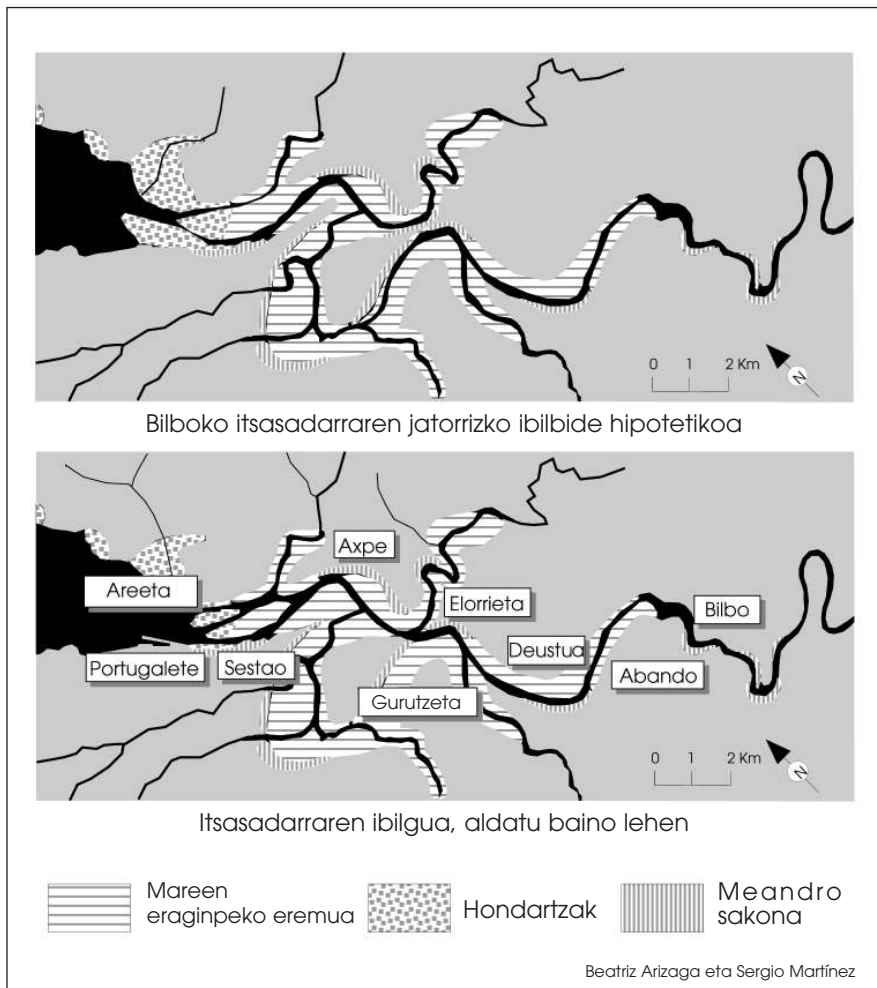 0 1 2 Km
N
Bilboko itsasadarraren jatorrizko ibilbide hipotetikoa
Axpe
Areeta
Elorrieta
Bilbo
Deustua
Portugalete
Sestao
Abando
Gurutzeta
0 1 2 Km
N
Itsasadarraren ibilgua, aldatu baino lehen
Mareen
eraginpeko eremua
Hondartzak
Meandro
sakona
Beatriz Arizaga eta Sergio Martínez